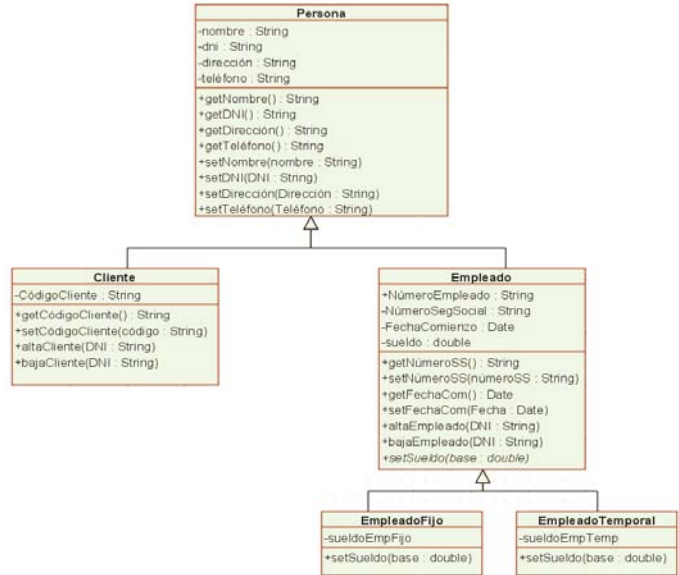 Persona
-nombre : String
-dni : String
-dirección : String
-teléfono : String
+getNombre() : String
+getDNI() : String
+getDirección() : String
+getTeléfono() : String
+setNombre(nombre : String)
+setDNI(DNI : String)
+setDirección(Dirección : String)
+setTeléfono(Teléfono : String)
Cliente
-CódigoCliente : String
+getCódigoCliente() : String
+setCódigoCliente(código : String)
+altaCliente(DNI : String)
+bajaCliente(DNI : String)
Empleado
+NúmeroEmpleado : String
-NúmeroSegSocial : String
-FechaComienzo : Date
-sueldo : double
+getNúmeroSS() : String
+setNúmeroSS(númeroSS : String)
+getFechaCom() : Date
+setFechaCom(Fecha : Date)
+altaEmpleado(DNI : String)
+bajaEmpleado(DNI : String)
+setSueldo(base : double)
EmpleadoFijo
-sueldoEmpFijo
+setSueldo(base : double)
EmpleadoTemporal
-sueldoEmpTemp
+setSueldo(base : double)